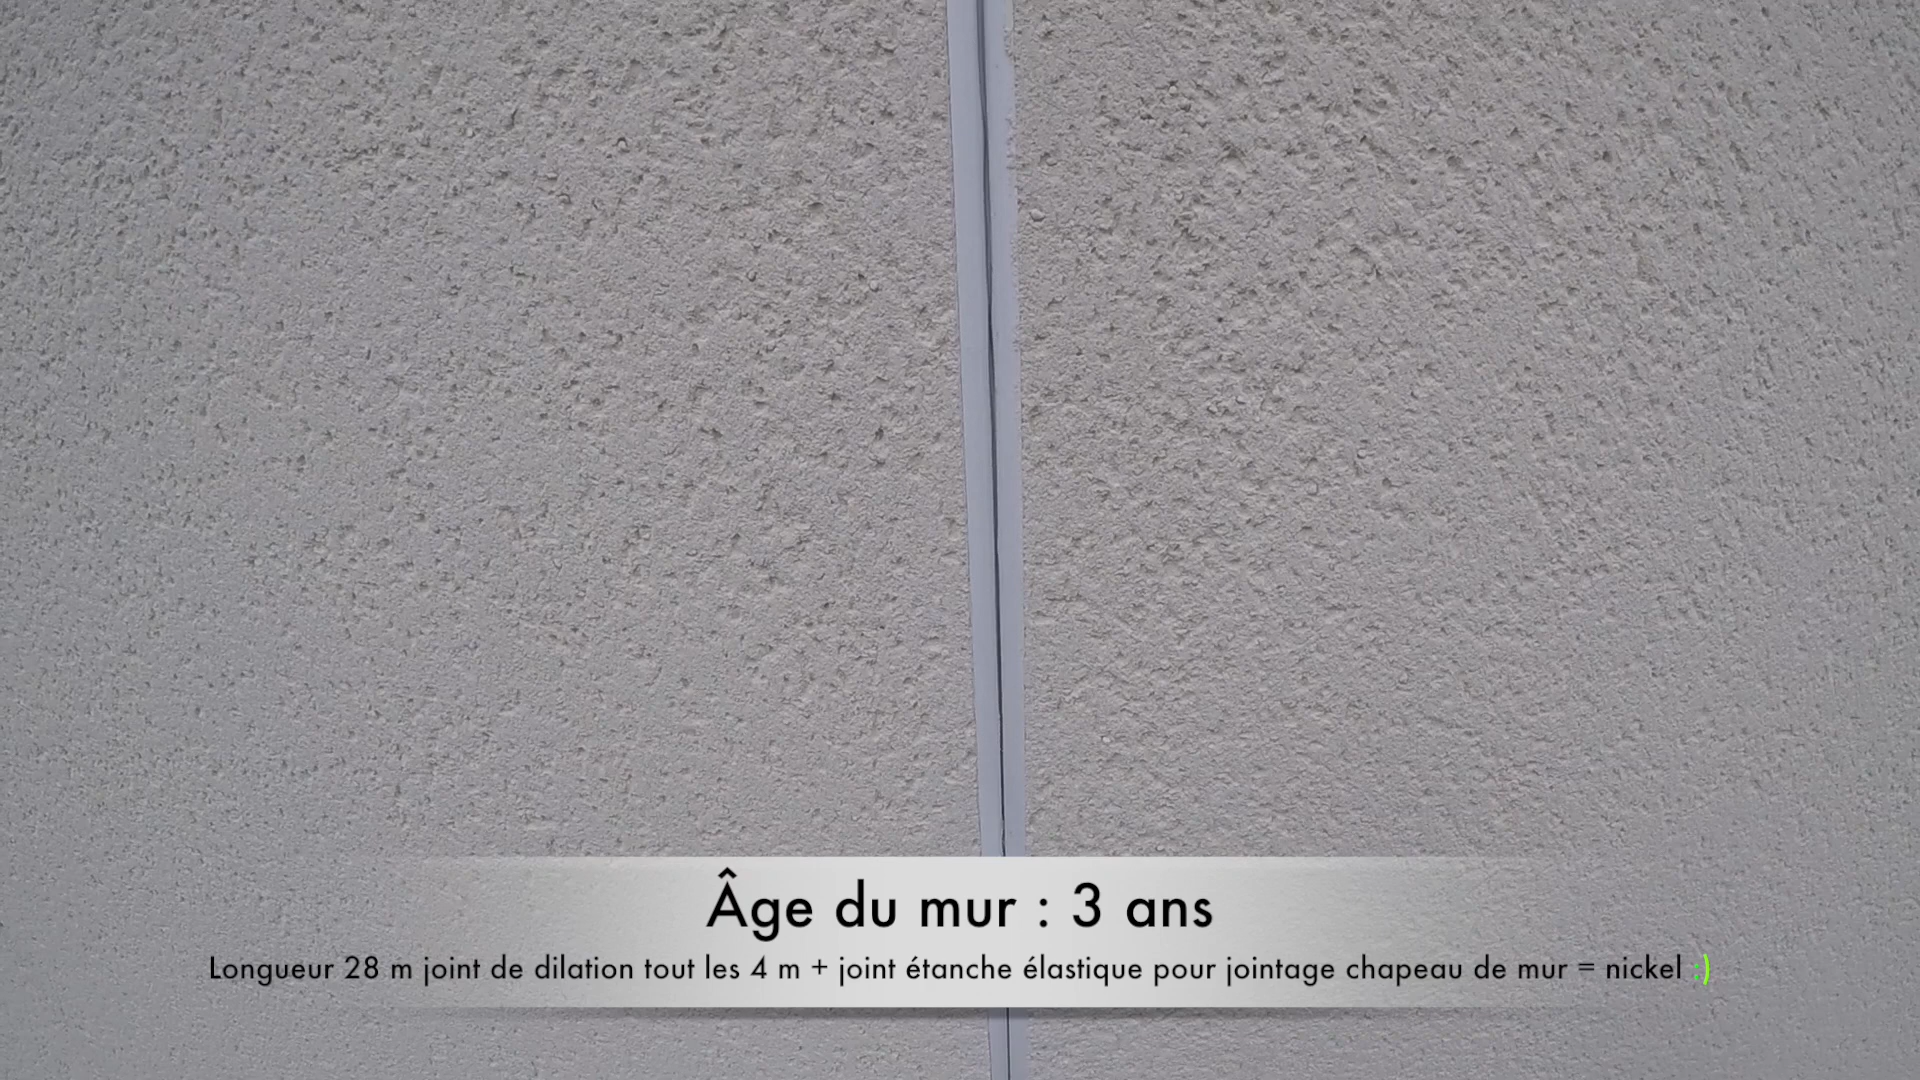 Âge du mur : 3 ans
Longueur 28 m joint de dilation tout les 4 m + joint étanche élastique pour jointage chapeau de mur = nickel :)